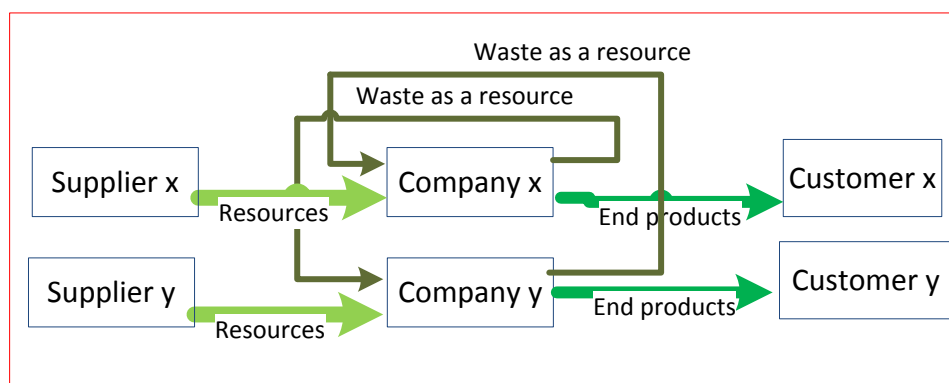 Waste as a resource
Waste as a resource
Supplier x
Company x
Customer x
Resources
End products
Supplier y
Company y
Customer y
Resources
End products